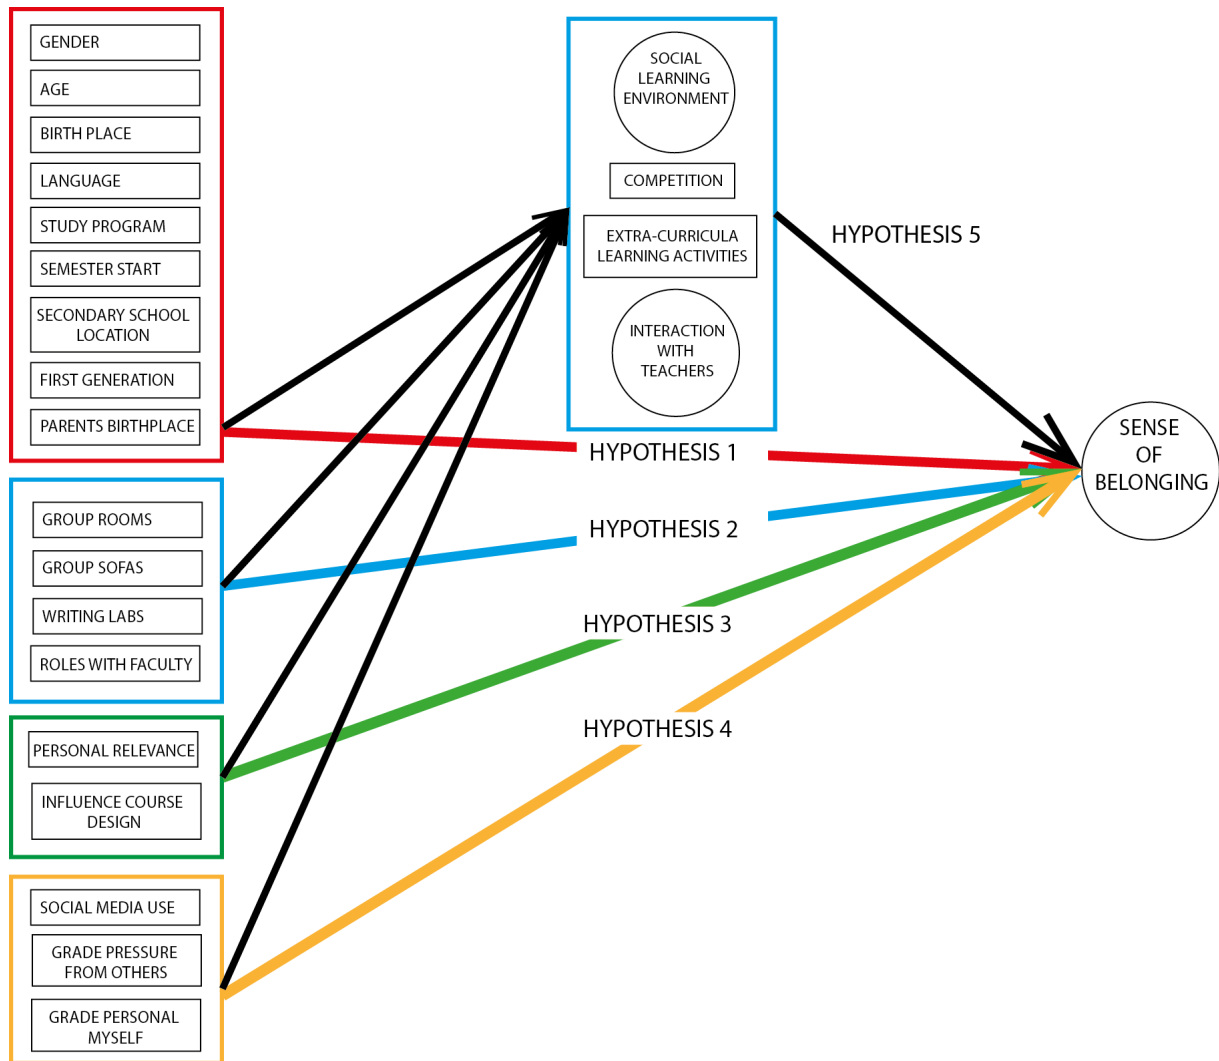 GENDER
AGE
BIRTH PLACE
LANGUAGE
STUDY PROGRAM
SEMESTER START
SECONDARY SCHOOL
LOCATION
FIRST GENERATION
PARENTS BIRTHPLACE
GROUP ROOMS
GROUP SOFAS
WRITING LABS
ROLES WITH FACULTY
PERSONAL RELEVANCE
INFLUENCE COURSE
DESIGN
SOCIAL MEDIA USE
GRADE PRESSURE
FROM OTHERS
GRADE PERSONAL
MYSELF
SOCIAL
LEARNING
ENVIRONMENT
COMPETITION
EXTRA-CURRICULA
LEARNING ACTIVITIES
INTERACTION
WITH
TEACHERS
HYPOTHESIS 5
HYPOTHESIS 1
HYPOTHESIS 2
HYPOTHESIS 3
HYPOTHESIS 4
SENSE
OF
BELONGING